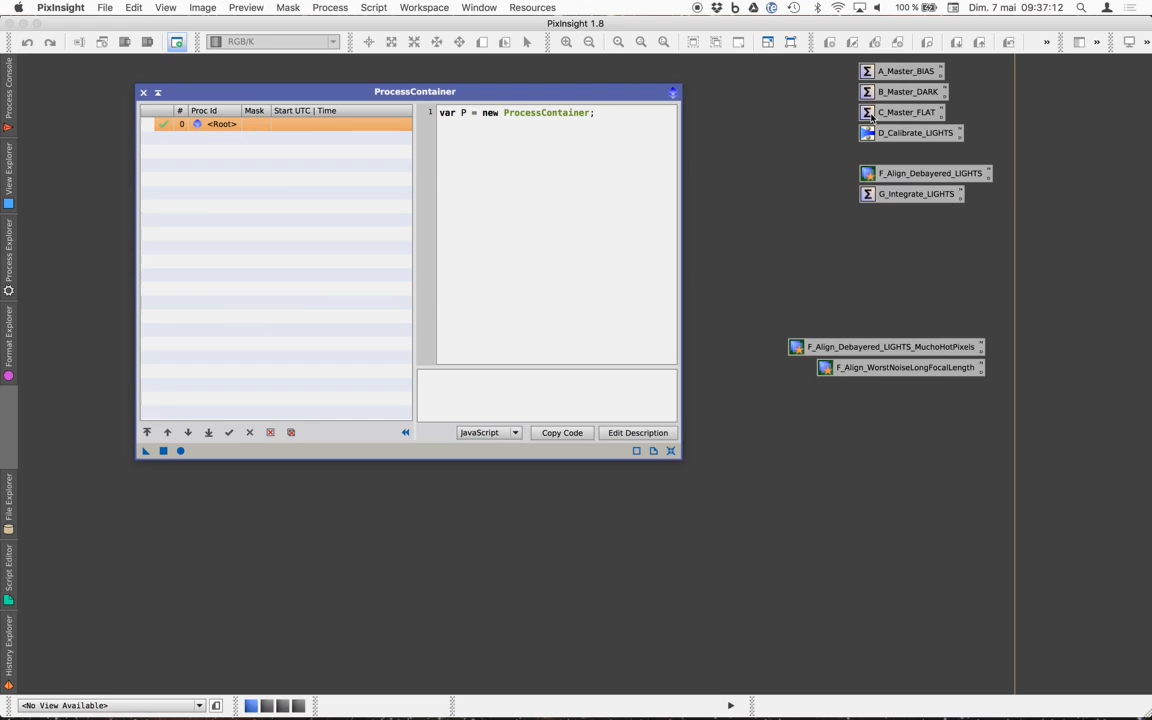 PixInsight File Edit View Image Preview Mask Process Script Workspace Window Resources 100 % Dim. 7 mai 09:37:12
PixInsight 1.8
RGB/K
»
»
»
Process Console
View Explorer
Process Explorer
Format Explorer
File Explorer
Script Editor
History Explorer
ProcessContainer
# Proc Id Mask Start UTC | Time
0 <Root>
1 var P = new ProcessContainer;
JavaScript Copy Code Edit Description
A_Master_BIAS
B_Master_DARK
C_Master_FLAT
D_Calibrate_LIGHTS
F_Align_Debayered_LIGHTS
G_Integrate_LIGHTS
F_Align_Debayered_LIGHTS_MuchoHotPixels
F_Align_WorstNoiseLongFocalLength
<No View Available>